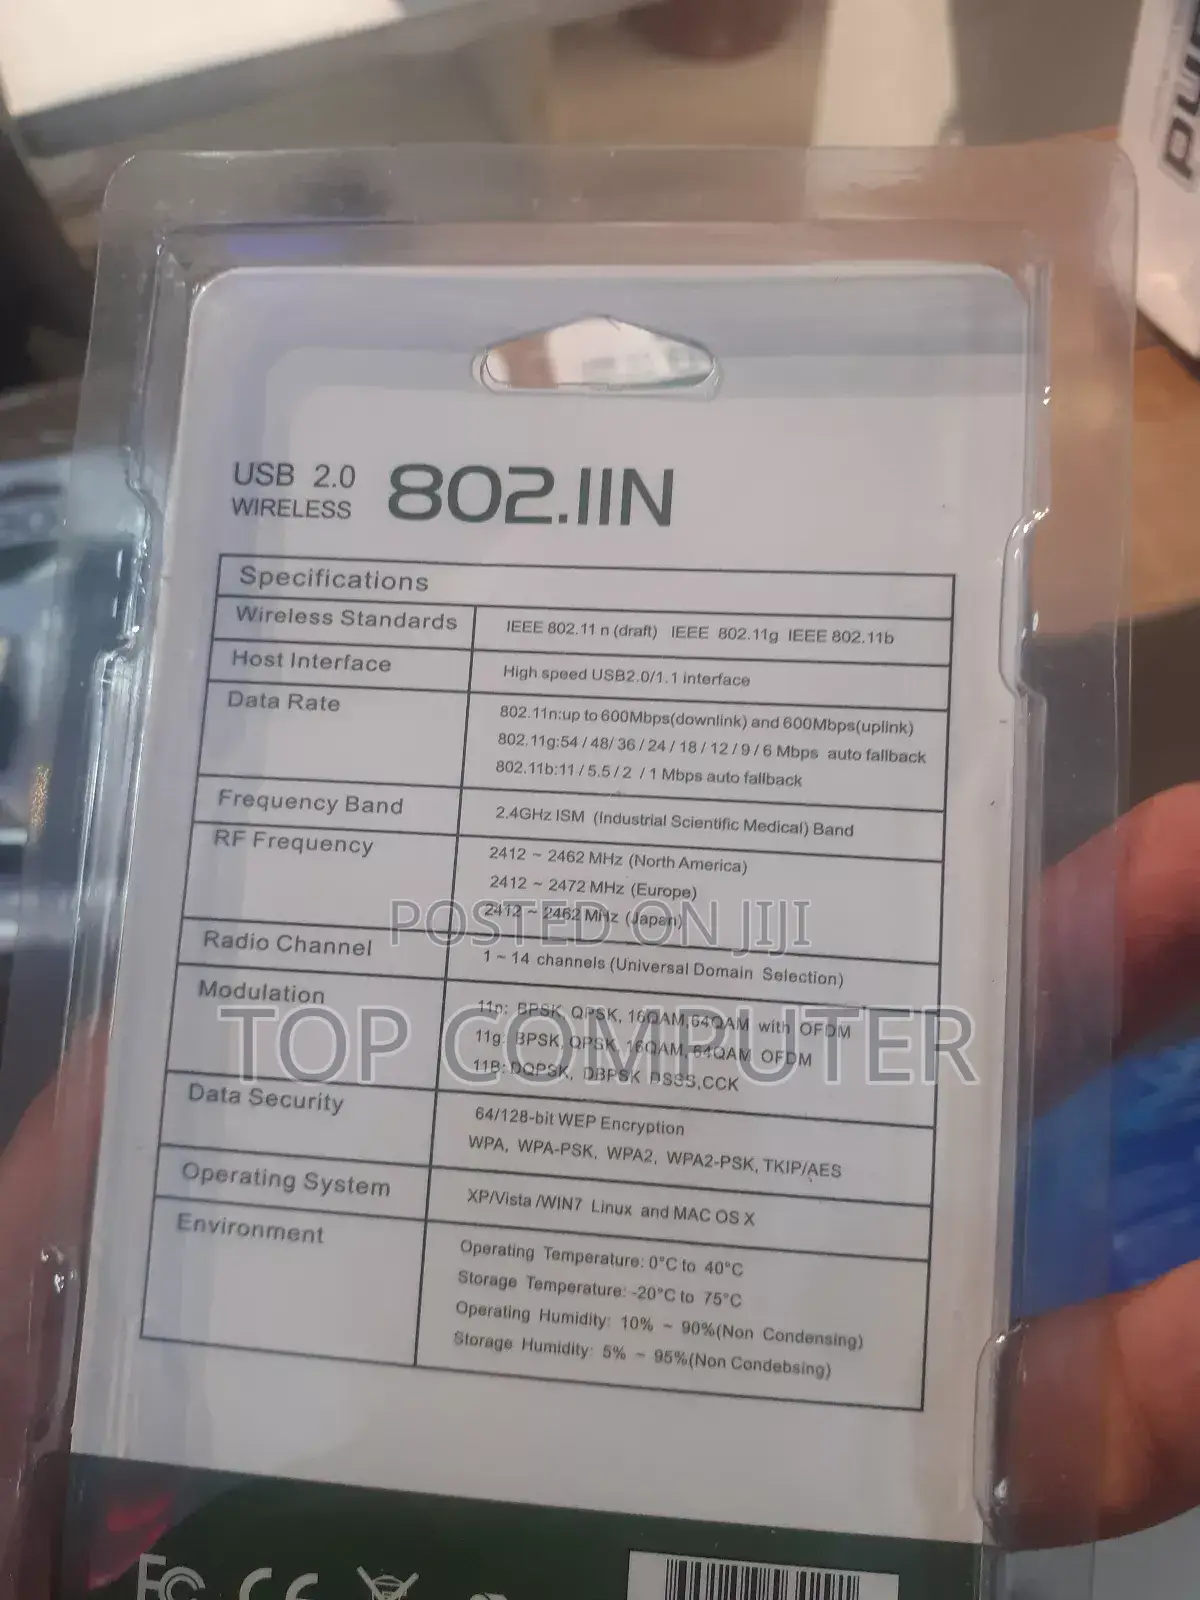 USB 2.0
WIRELESS
802.11N
Specifications
Wireless Standards
IEEE 802.11 n (draft) IEEE 802.11g IEEE 802.11b
Host Interface
High speed USB2.0/1.1 interface
Data Rate
802.11n:up to 600Mbps(downlink) and 600Mbps(uplink)
802.11g:54 / 48/ 36 / 24 / 18 / 12 / 9 / 6 Mbps auto fallback
802.11b:11 / 5.5 / 2 / 1 Mbps auto fallback
Frequency Band
2.4GHz ISM (Industrial Scientific Medical) Band
RF Frequency
2412 ~ 2462 MHz (North America)
2412 ~ 2472 MHz (Europe)
2412 ~ 2462 MHz (Japan)
POSTED ON JIJI
Radio Channel
1 ~ 14 channels (Universal Domain Selection)
Modulation
11n: BPSK, QPSK, 16QAM,64QAM with OFDM
11g: BPSK, QPSK, 16QAM, 64QAM OFDM
11B: DQPSK, DBPSK DSSS,CCK
TOP COMPUTER
Data Security
64/128-bit WEP Encryption
WPA, WPA-PSK, WPA2, WPA2-PSK, TKIP/AES
Operating System
XP/Vista /WIN7 Linux and MAC OS X
Environment
Operating Temperature: 0°C to 40°C
Storage Temperature: -20°C to 75°C
Operating Humidity: 10% ~ 90%(Non Condensing)
Storage Humidity: 5% ~ 95%(Non Condebsing)
FC CE